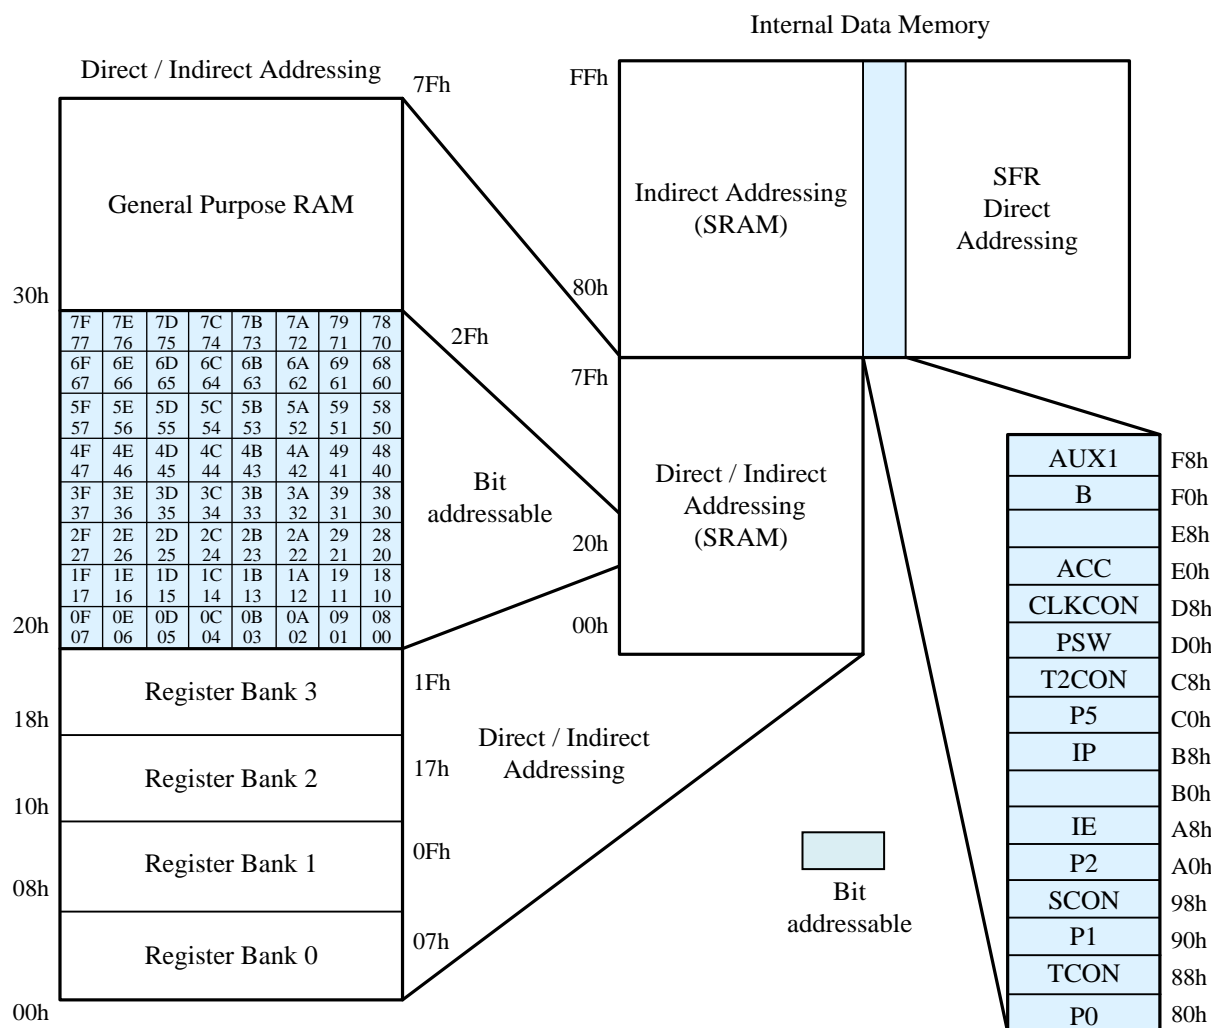 Internal Data Memory
Direct / Indirect Addressing
7Fh
FFh
General Purpose RAM
Indirect Addressing
(SRAM)
SFR
Direct
Addressing
30h
80h
2Fh
7Fh
7F 7E 7D 7C 7B 7A 79 78
77 76 75 74 73 72 71 70
6F 6E 6D 6C 6B 6A 69 68
67 66 65 64 63 62 61 60
5F 5E 5D 5C 5B 5A 59 58
57 56 55 54 53 52 51 50
4F 4E 4D 4C 4B 4A 49 48
47 46 45 44 43 42 41 40
3F 3E 3D 3C 3B 3A 39 38
37 36 35 34 33 32 31 30
2F 2E 2D 2C 2B 2A 29 28
27 26 25 24 23 22 21 20
1F 1E 1D 1C 1B 1A 19 18
17 16 15 14 13 12 11 10
0F 0E 0D 0C 0B 0A 09 08
07 06 05 04 03 02 01 00
Bit
addressable
Direct / Indirect
Addressing
(SRAM)
20h
00h
20h
Register Bank 3
1Fh
18h
Register Bank 2
17h
10h
Register Bank 1
0Fh
08h
Register Bank 0
07h
00h
Direct / Indirect
Addressing
Bit
addressable
AUX1 F8h
B F0h
E8h
ACC E0h
CLKCON D8h
PSW D0h
T2CON C8h
P5 C0h
IP B8h
B0h
IE A8h
P2 A0h
SCON 98h
P1 90h
TCON 88h
P0 80h